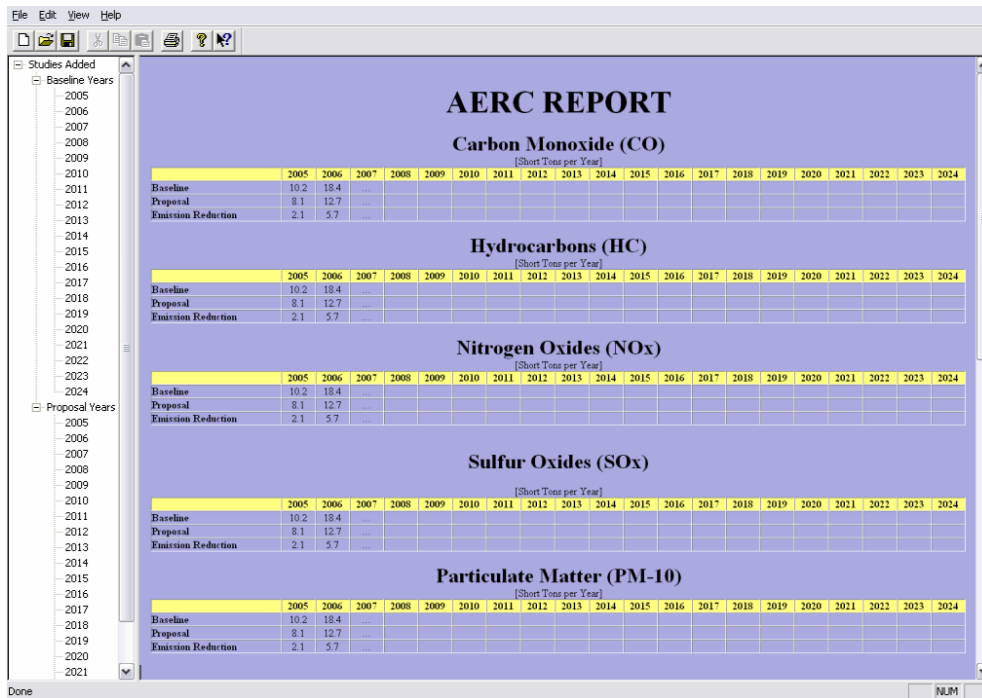 File Edit View Help
Studies Added
Baseline Years
2005
2006
2007
2008
2009
2010
2011
2012
2013
2014
2015
2016
2017
2018
2019
2020
2021
2022
2023
2024
Proposal Years
2005
2006
2007
2008
2009
2010
2011
2012
2013
2014
2015
2016
2017
2018
2019
2020
2021
AERC REPORT
Carbon Monoxide (CO)
[Short Tons per Year]
2005 2006 2007 2008 2009 2010 2011 2012 2013 2014 2015 2016 2017 2018 2019 2020 2021 2022 2023 2024
Baseline 10.2 18.4 ...
Proposal 8.1 12.7 ...
Emission Reduction 2.1 5.7 ...
Hydrocarbons (HC)
[Short Tons per Year]
2005 2006 2007 2008 2009 2010 2011 2012 2013 2014 2015 2016 2017 2018 2019 2020 2021 2022 2023 2024
Baseline 10.2 18.4 ...
Proposal 8.1 12.7 ...
Emission Reduction 2.1 5.7 ...
Nitrogen Oxides (NOx)
[Short Tons per Year]
2005 2006 2007 2008 2009 2010 2011 2012 2013 2014 2015 2016 2017 2018 2019 2020 2021 2022 2023 2024
Baseline 10.2 18.4 ...
Proposal 8.1 12.7 ...
Emission Reduction 2.1 5.7 ...
Sulfur Oxides (SOx)
[Short Tons per Year]
2005 2006 2007 2008 2009 2010 2011 2012 2013 2014 2015 2016 2017 2018 2019 2020 2021 2022 2023 2024
Baseline 10.2 18.4 ...
Proposal 8.1 12.7 ...
Emission Reduction 2.1 5.7 ...
Particulate Matter (PM-10)
[Short Tons per Year]
2005 2006 2007 2008 2009 2010 2011 2012 2013 2014 2015 2016 2017 2018 2019 2020 2021 2022 2023 2024
Baseline 10.2 18.4 ...
Proposal 8.1 12.7 ...
Emission Reduction 2.1 5.7 ...
Done NUM